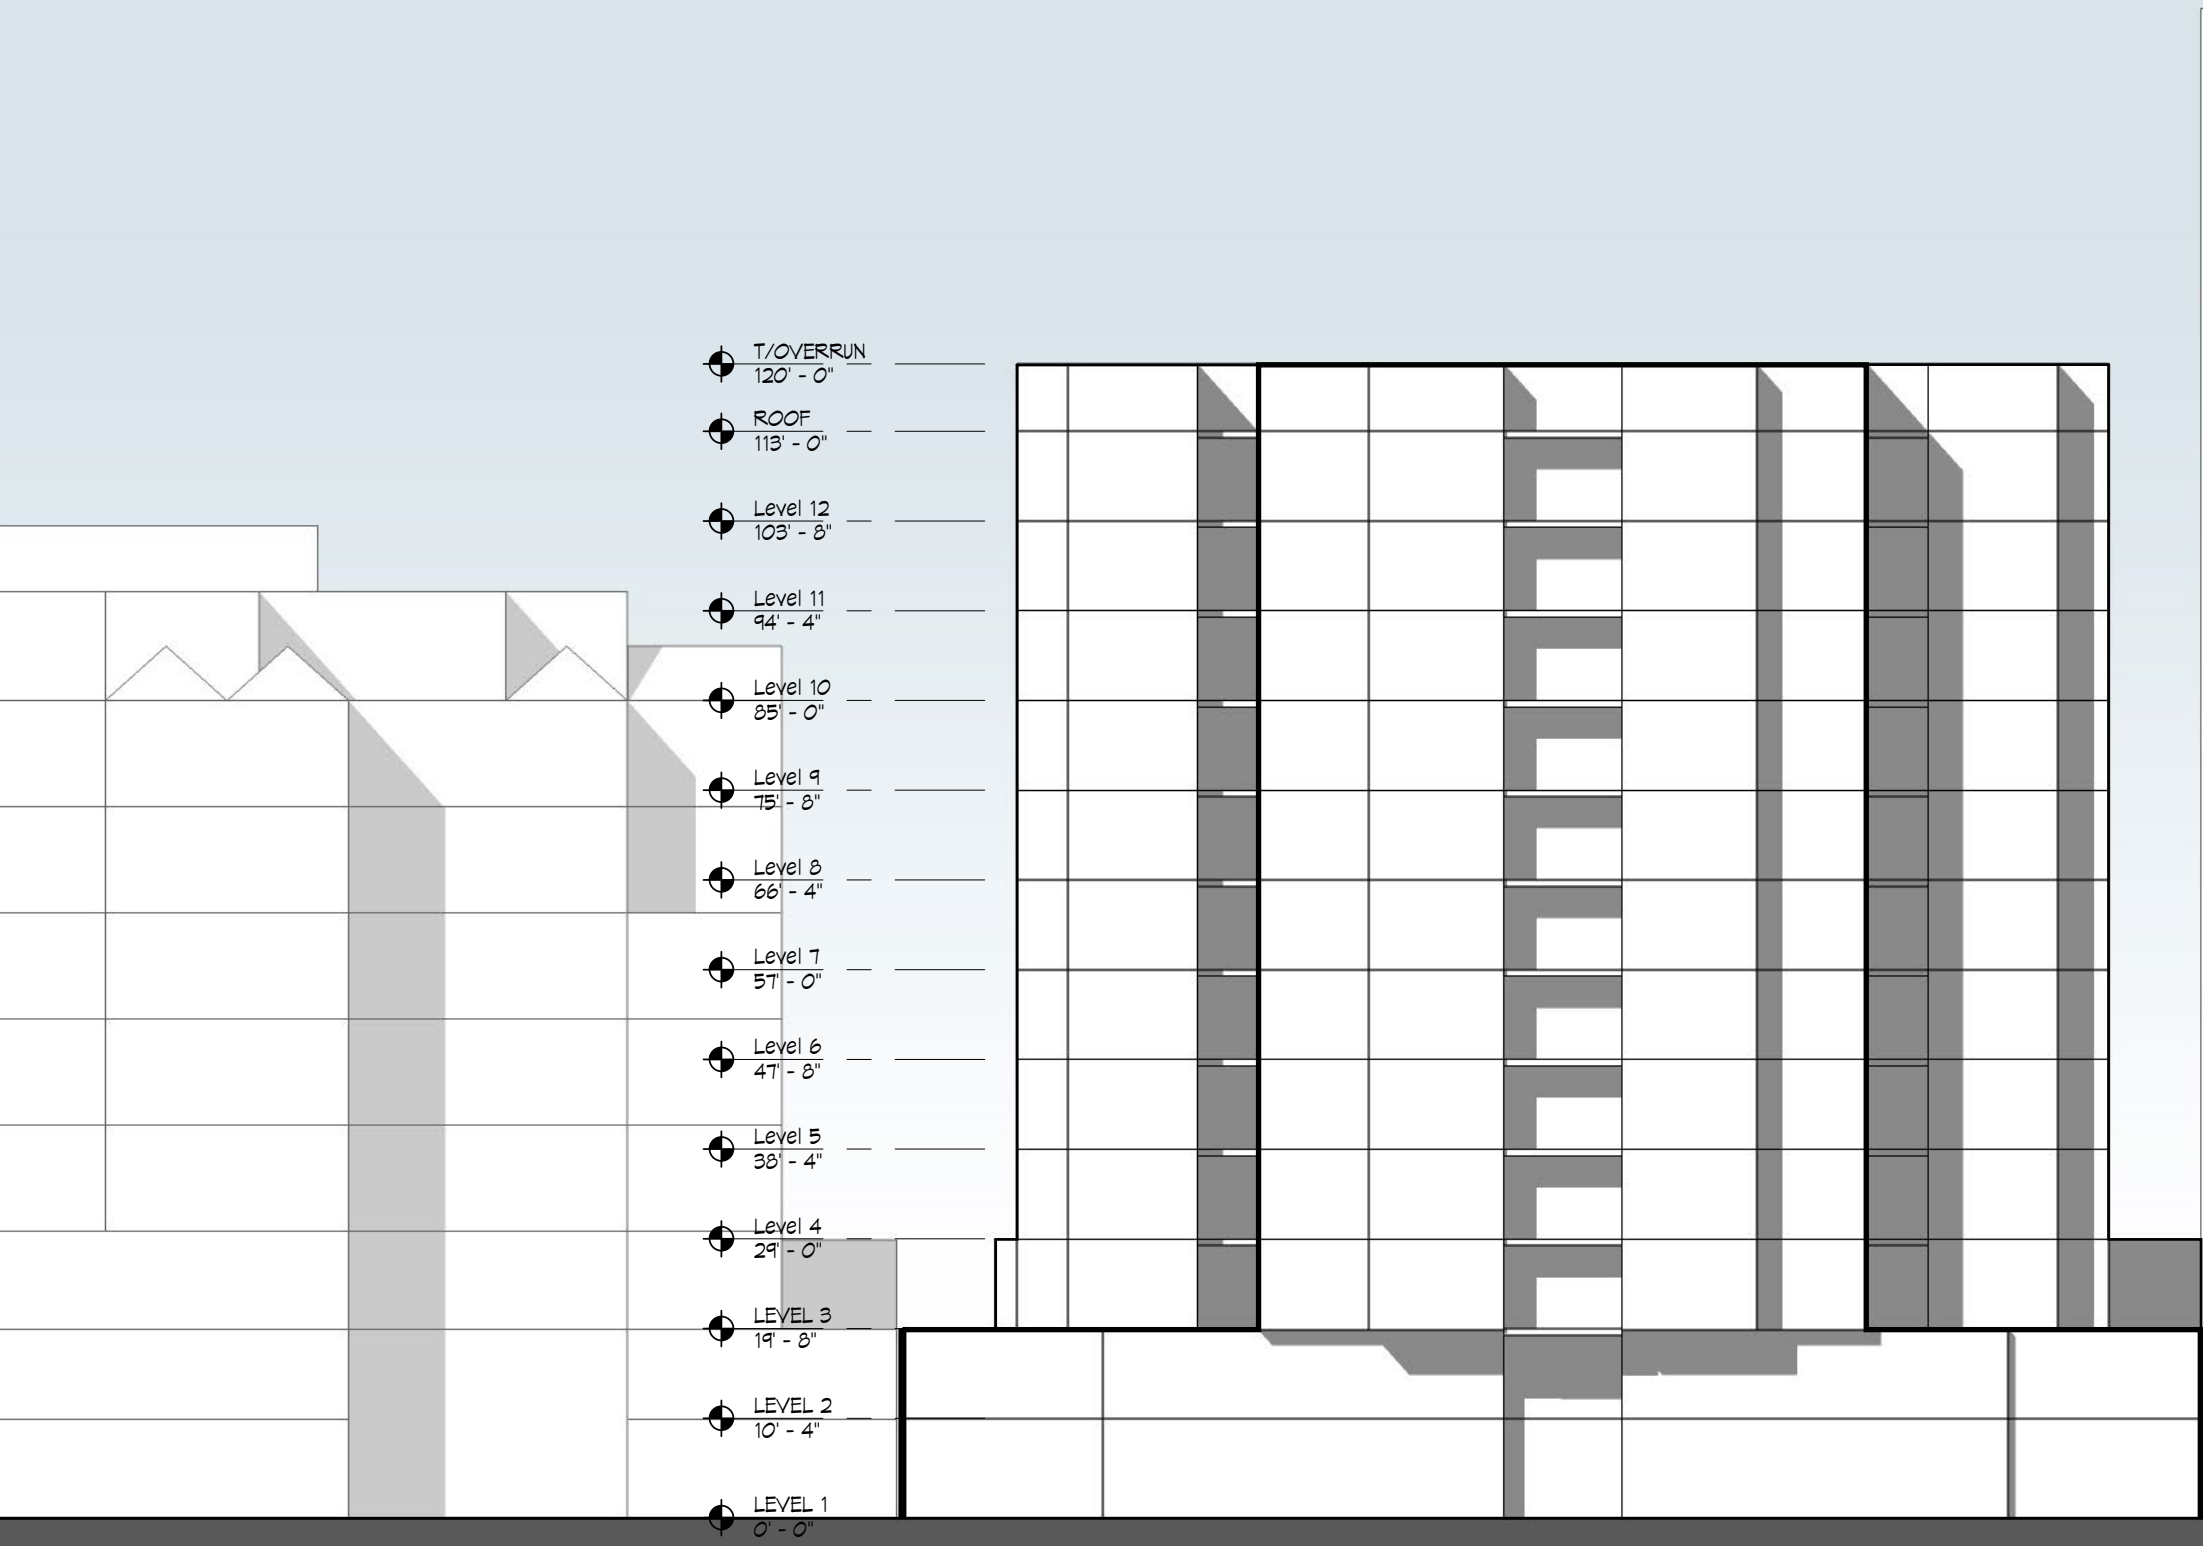 T/OVERRUN
120' - 0"
ROOF
113' - 0"
Level 12
103' - 8"
Level 11
94' - 4"
Level 10
85' - 0"
Level 9
75' - 8"
Level 8
66' - 4"
Level 7
57' - 0"
Level 6
47' - 8"
Level 5
38' - 4"
Level 4
29' - 0"
LEVEL 3
19' - 8"
LEVEL 2
10' - 4"
LEVEL 1
0' - 0"